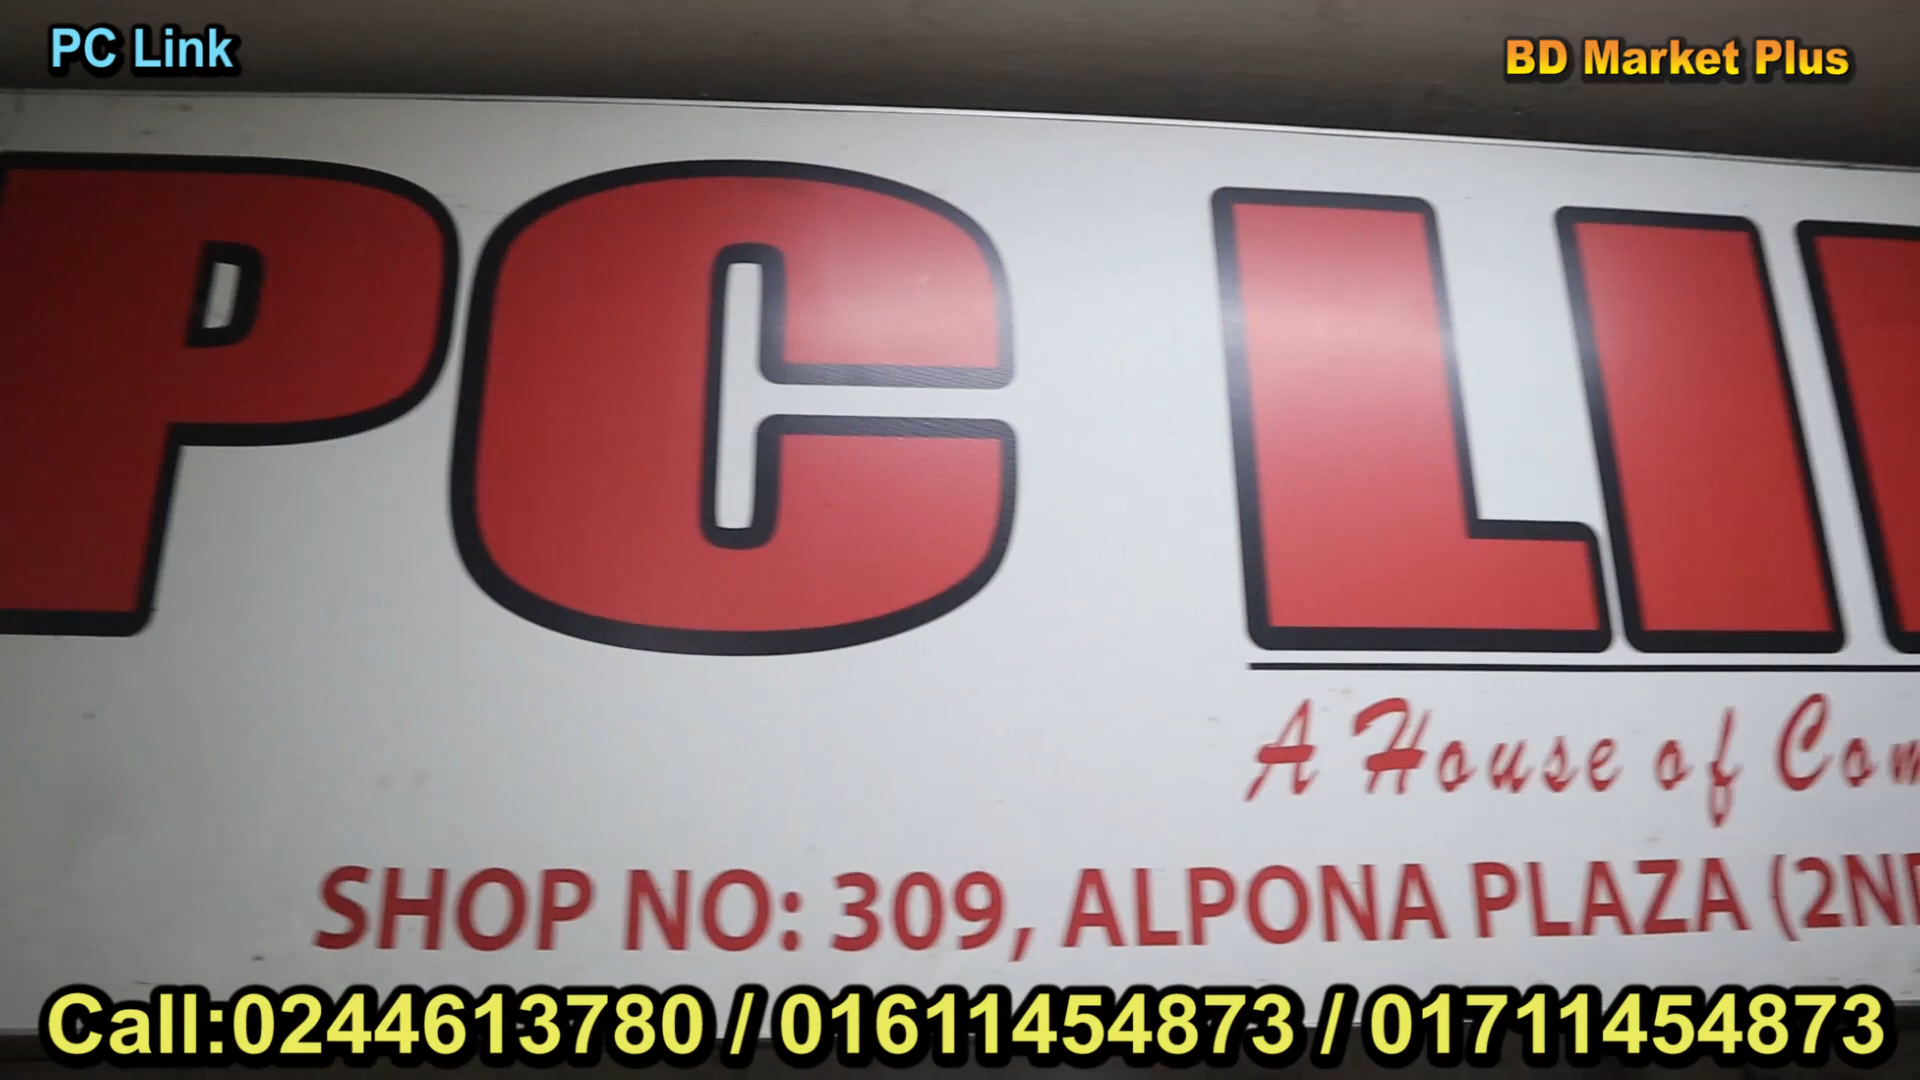 PC Link
BD Market Plus
PC LI
A House of Com
SHOP NO: 309, ALPONA PLAZA (2ND
Call:0244613780 / 01611454873 / 01711454873